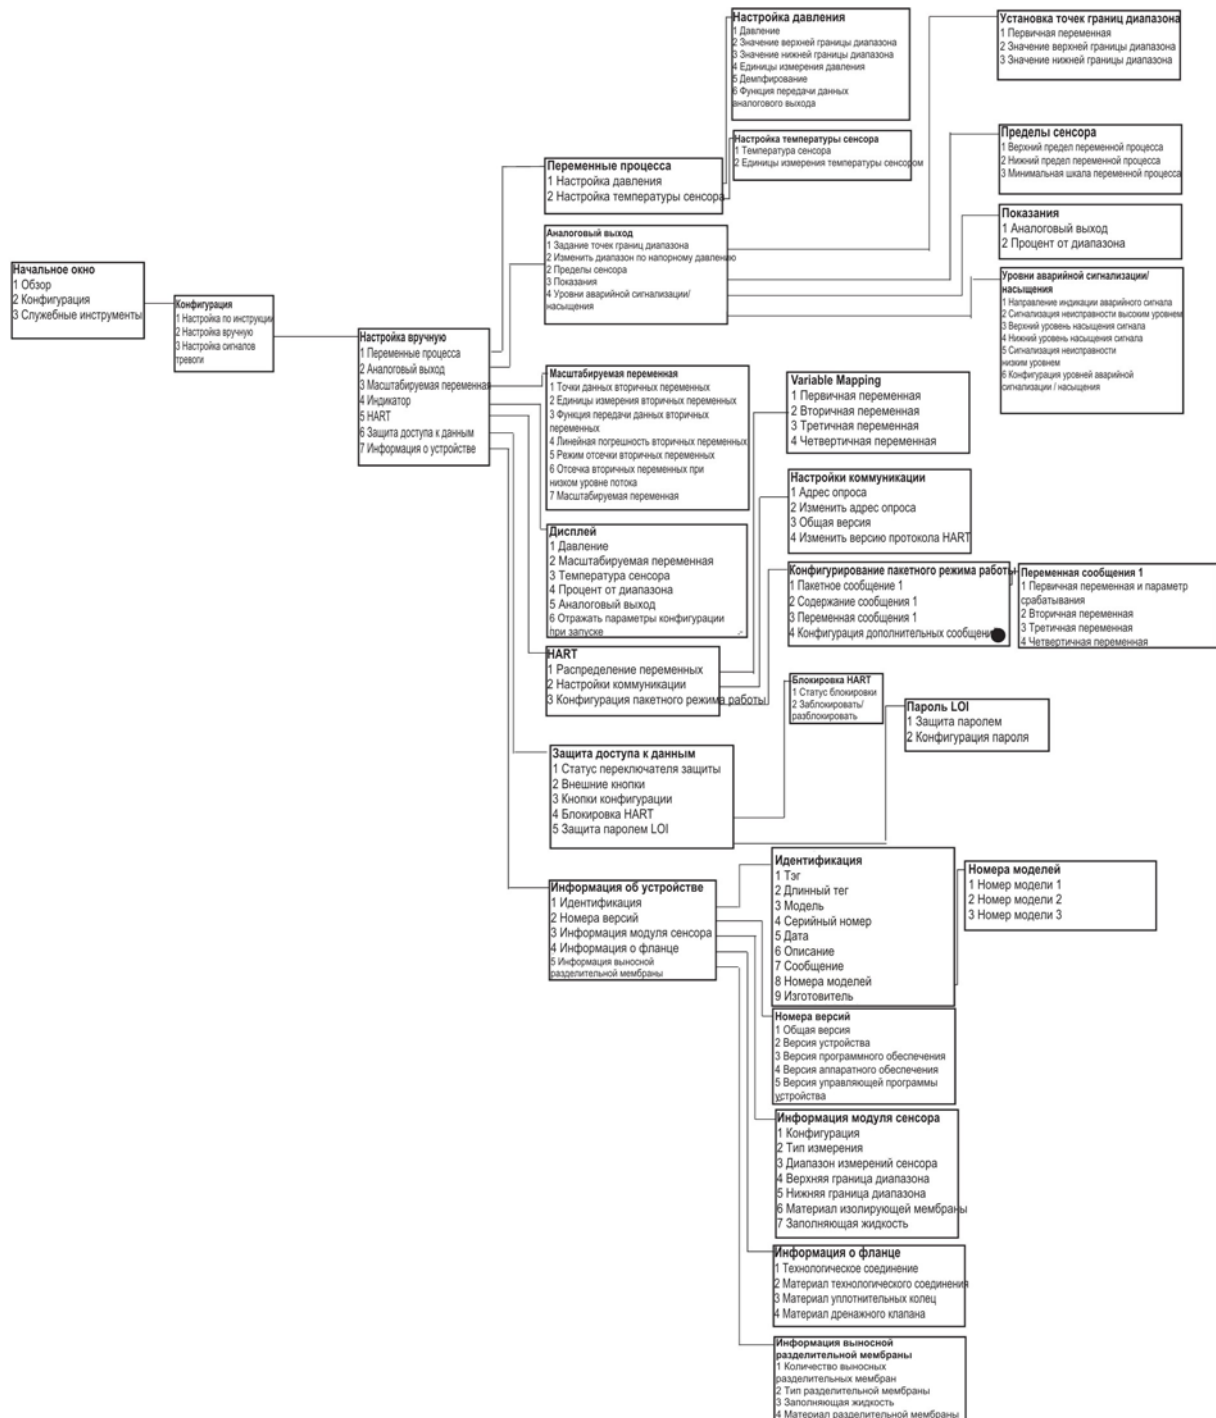 Начальное окно
1 Обзор
2 Конфигурация
3 Служебные инструменты
Конфигурация
1 Настройка по инструкции
2 Настройка вручную
3 Настройка сигналов
тревоги
Настройка вручную
1 Переменные процесса
2 Аналоговый выход
3 Масштабируемая переменная
4 Индикатор
5 HART
6 Защита доступа к данным
7 Информация о устройстве
Переменные процесса
1 Настройка давления
2 Настройка температуры сенсора
Аналоговый выход
1 Задание точек границ диапазона
2 Изменить диапазон по напорному давлению
2 Пределы сенсора
3 Показания
4 Уровни аварийной сигнализации/
насыщения
Масштабируемая переменная
1 Точки данных вторичных переменных
2 Единицы измерения вторичных переменных
3 Функция передачи данных вторичных
переменных
4 Линейная погрешность вторичных переменных
5 Режим отсечки вторичных переменных
6 Отсечка вторичных переменных при
низком уровне потока
7 Масштабируемая переменная
Дисплей
1 Давление
2 Масштабируемая переменная
3 Температура сенсора
4 Процент от диапазона
5 Аналоговый выход
6 Отражать параметры конфигурации
при запуске
HART
1 Распределение переменных
2 Настройки коммуникации
3 Конфигурация пакетного режима работы
Защита доступа к данным
1 Статус переключателя защиты
2 Внешние кнопки
3 Кнопки конфигурации
4 Блокировка HART
5 Защита паролем LOI
Информация об устройстве
1 Идентификация
2 Номера версий
3 Информация модуля сенсора
4 Информация о фланце
5 Информация выносной
разделительной мембраны
Настройка давления
1 Давление
2 Значение верхней границы диапазона
3 Значение нижней границы диапазона
4 Единицы измерения давления
5 Демпфирование
6 Функция передачи данных
аналогового выхода
Настройка температуры сенсора
1 Температура сенсора
2 Единицы измерения температуры сенсором
Variable Mapping
1 Первичная переменная
2 Вторичная переменная
3 Третичная переменная
4 Четвертичная переменная
Настройки коммуникации
1 Адрес опроса
2 Изменить адрес опроса
3 Общая версия
4 Изменить версию протокола HART
Конфигурирование пакетного режима работы
1 Пакетное сообщение 1
2 Содержание сообщения 1
3 Переменная сообщения 1
4 Конфигурация дополнительных сообщени
Блокировка HART
1 Статус блокировки
2 Заблокировать/
разблокировать
Идентификация
1 Тэг
2 Длинный тег
3 Модель
4 Серийный номер
5 Дата
6 Описание
7 Сообщение
8 Номера моделей
9 Изготовитель
Номера версий
1 Общая версия
2 Версия устройства
3 Версия программного обеспечения
4 Версия аппаратного обеспечения
5 Версия управляющей программы
устройства
Информация модуля сенсора
1 Конфигурация
2 Тип измерения
3 Диапазон измерений сенсора
4 Верхняя граница диапазона
5 Нижняя граница диапазона
6 Материал изолирующей мембраны
7 Заполняющая жидкость
Информация о фланце
1 Технологическое соединение
2 Материал технологического соединения
3 Материал уплотнительных колец
4 Материал дренажного клапана
Информация выносной
разделительной мембраны
1 Количество выносных
разделительных мембран
2 Тип разделительной мембраны
3 Заполняющая жидкость
4 Материал разделительной мембраны
Установка точек границ диапазона
1 Первичная переменная
2 Значение верхней границы диапазона
3 Значение нижней границы диапазона
Пределы сенсора
1 Верхний предел переменной процесса
2 Нижний предел переменной процесса
3 Минимальная шкала переменной процесса
Показания
1 Аналоговый выход
2 Процент от диапазона
Уровни аварийной сигнализации/
насыщения
1 Направление индикации аварийного сигнала
2 Сигнализация неисправности высоким уровнем
3 Верхний уровень насыщения сигнала
4 Нижний уровень насыщения сигнала
5 Сигнализация неисправности
низким уровнем
6 Конфигурация уровней аварийной
сигнализации / насыщения
Переменная сообщения 1
1 Первичная переменная и параметр
срабатывания
2 Вторичная переменная
3 Третичная переменная
4 Четвертичная переменная
Пароль LOI
1 Защита паролем
2 Конфигурация пароля
Номера моделей
1 Номер модели 1
2 Номер модели 2
3 Номер модели 3